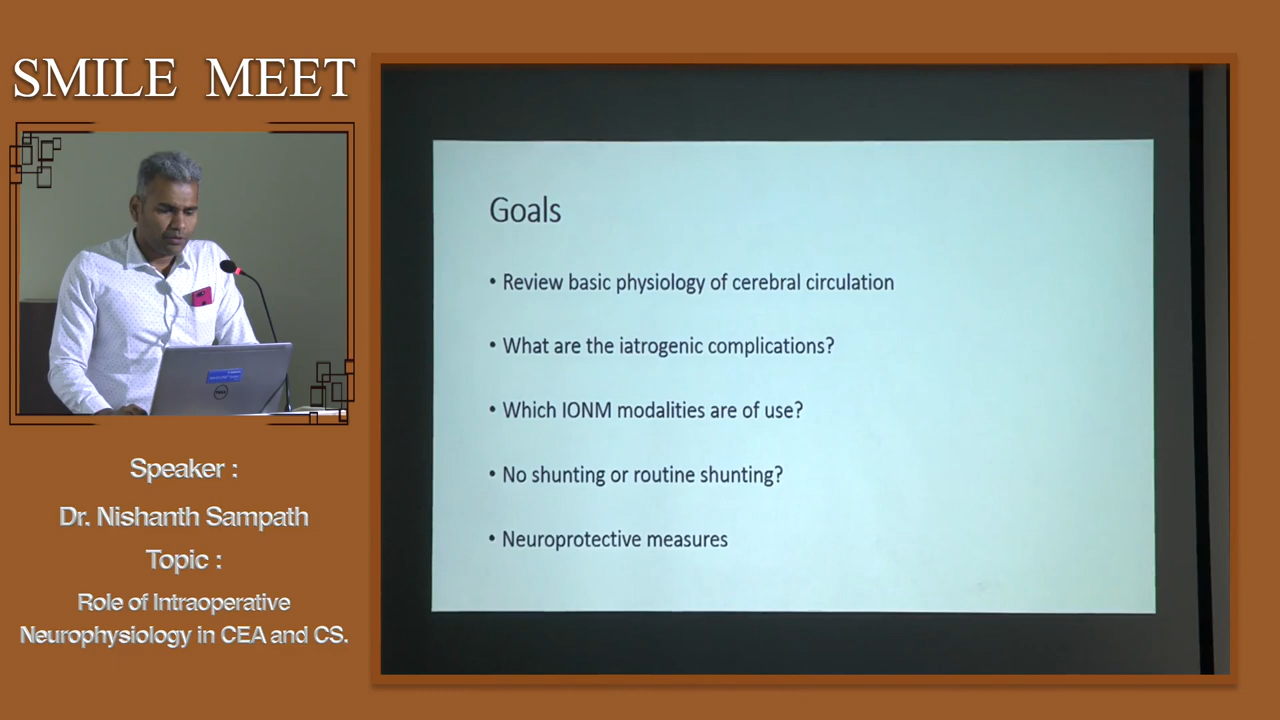 SMILE MEET
Speaker :
Dr. Nishanth Sampath
Topic :
Role of Intraoperative
Neurophysiology in CEA and CS.
Goals
• Review basic physiology of cerebral circulation
• What are the iatrogenic complications?
• Which IONM modalities are of use?
• No shunting or routine shunting?
• Neuroprotective measures
DELL